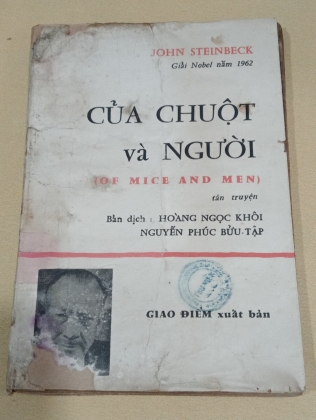 JOHN STEINBECK
Giải Nobel năm 1962
CỦA CHUỘT
và NGƯỜI
(OF MICE AND MEN)
tân truyện
Bản dịch : HOÀNG NGỌC KHÔI
NGUYỄN PHÚC BỬU-TẬP
GIAO ĐIỂM xuất bản